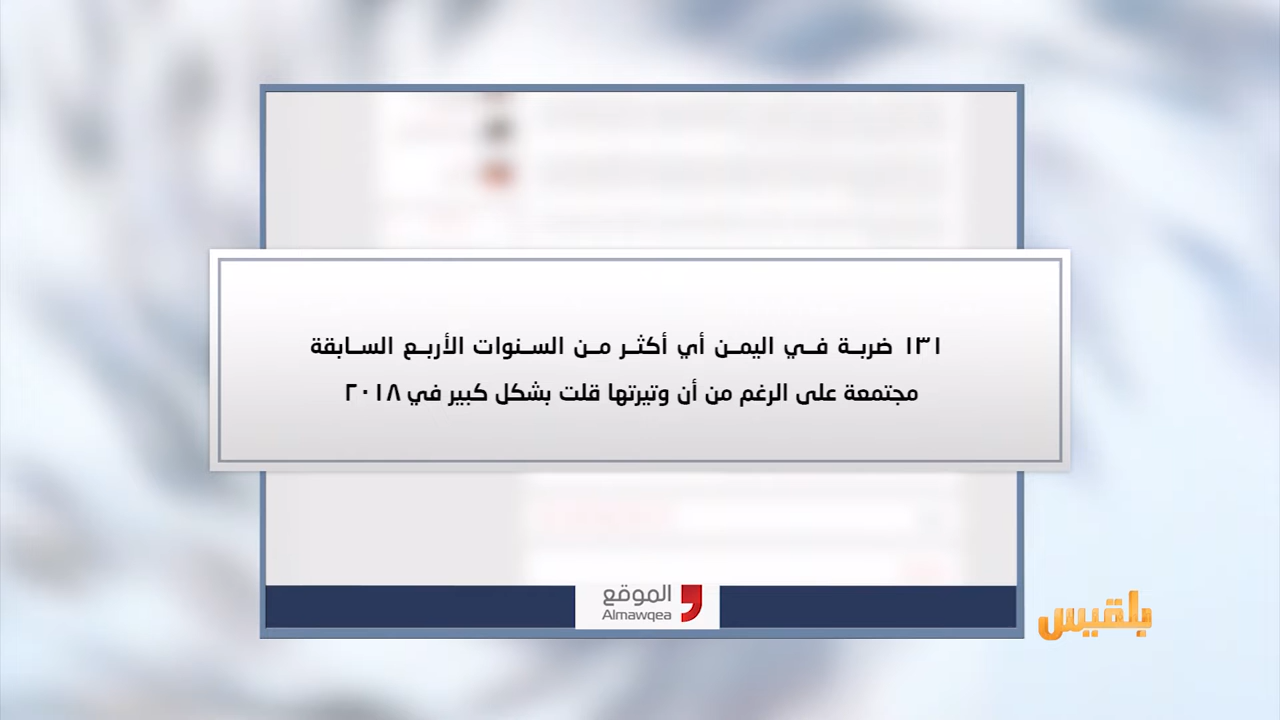 ١٣١ ضربة في اليمن أي أكثر من السنوات الأربع السابقة
مجتمعة على الرغم من أن وتيرتها قلت بشكل كبير في ٢٠١٨
الموقع
Almawqea
بلقيس